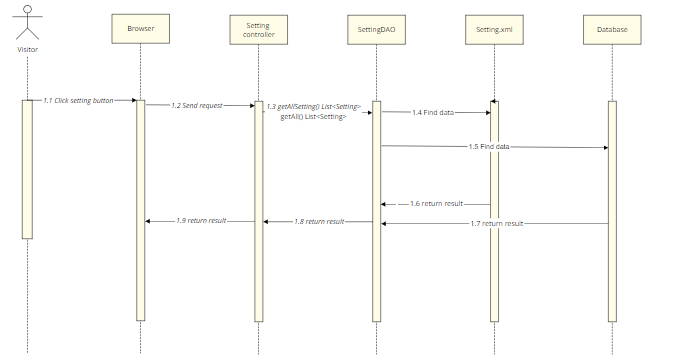 Visitor
Browser
Setting
controller
SettingDAO
Setting.xml
Database
1.1 Click setting button
1.2 Send request
1.3 getAllSetting() List<Setting>
getAll() List<Setting>
1.4 Find data
1.5 Find data
1.6 return result
1.7 return result
1.8 return result
1.9 return result